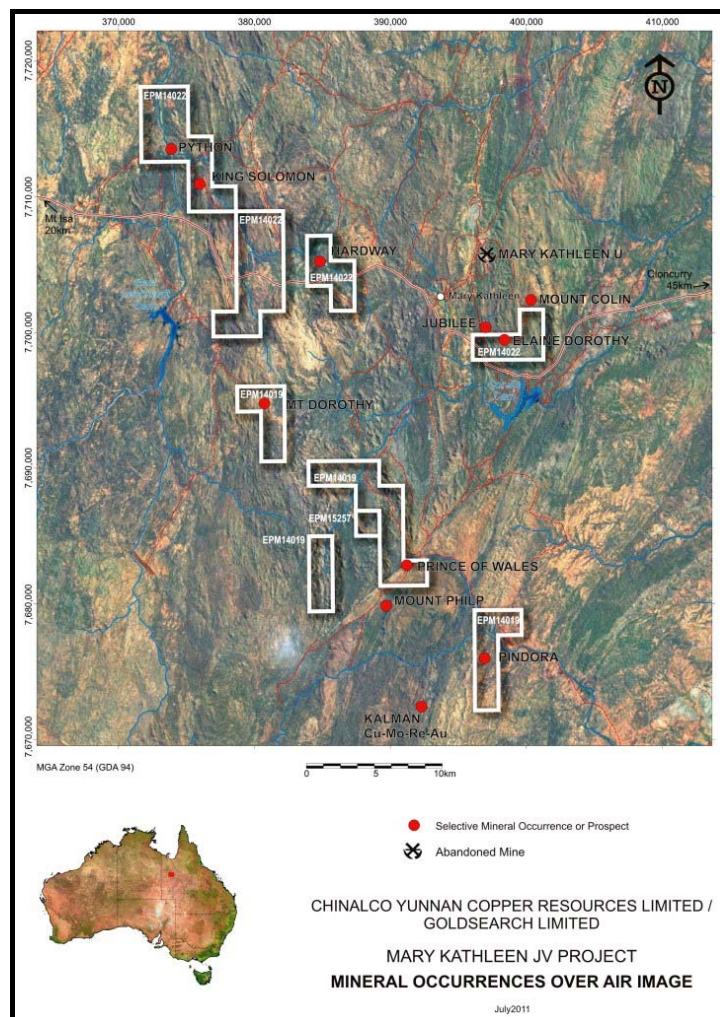 370,000
380,000
390,000
400,000
410,000
7,720,000
7,710,000
7,700,000
7,690,000
7,680,000
7,670,000
N
EPM14022
PYTHON
KING SOLOMON
Mt Isa
20km
EPM14022
HARDWAY
EPM14022
MARY KATHLEEN U
Mary Kathleen
Cloncurry
45km
MOUNT COLIN
JUBILEE
ELAINE DOROTHY
EPM14022
EPM14019
MT DOROTHY
EPM14019
EPM15257
EPM14019
PRINCE OF WALES
MOUNT PHILP
EPM14019
PINDORA
KALMAN
Cu-Mo-Re-Au
MGA Zone 54 (GDA 94)
0
5
10km
Selective Mineral Occurrence or Prospect
Abandoned Mine
CHINALCO YUNNAN COPPER RESOURCES LIMITED /
GOLDSEARCH LIMITED
MARY KATHLEEN JV PROJECT
MINERAL OCCURRENCES OVER AIR IMAGE
July2011